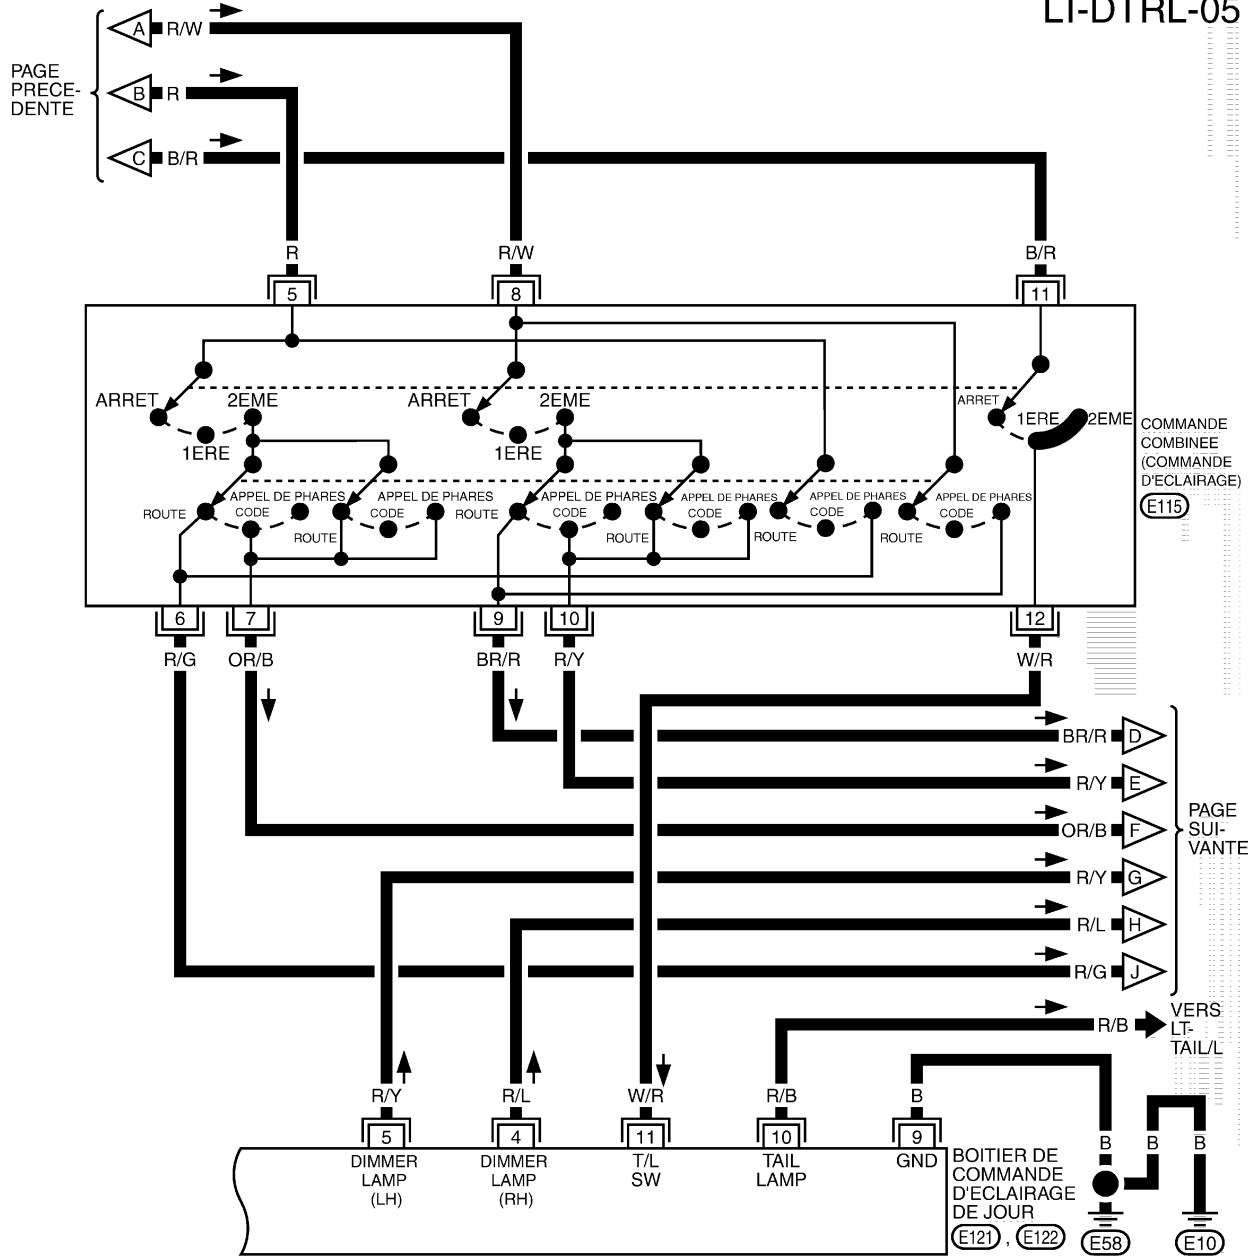 LT-DTRL-05
A R/W
PAGE
PRECE-
DENTE
B R
C B/R
R R/W B/R
5 8 11
ARRET 2EME ARRET 2EME ARRET 1ERE 2EME
1ERE 1ERE
COMMANDE
COMBINEE
(COMMANDE
D'ECLAIRAGE)
E115
APPEL DE PHARES APPEL DE PHARES APPEL DE PHARES APPEL DE PHARES APPEL DE PHARES APPEL DE PHARES
ROUTE CODE CODE ROUTE CODE CODE CODE CODE
ROUTE ROUTE ROUTE ROUTE
6 7 9 10 12
R/G OR/B BR/R R/Y W/R
BR/R D
R/Y E
OR/B F
R/Y G
R/L H
R/G J
PAGE
SUI-
VANTE
R/B
VERS
LT-
TAIL/L
R/Y R/L W/R R/B B
B B B
5 4 11 10 9
DIMMER
LAMP
(LH)
DIMMER
LAMP
(RH)
T/L
SW
TAIL
LAMP
GND
BOITIER DE
COMMANDE
D'ECLAIRAGE
DE JOUR
E121 , E122
E58 E10